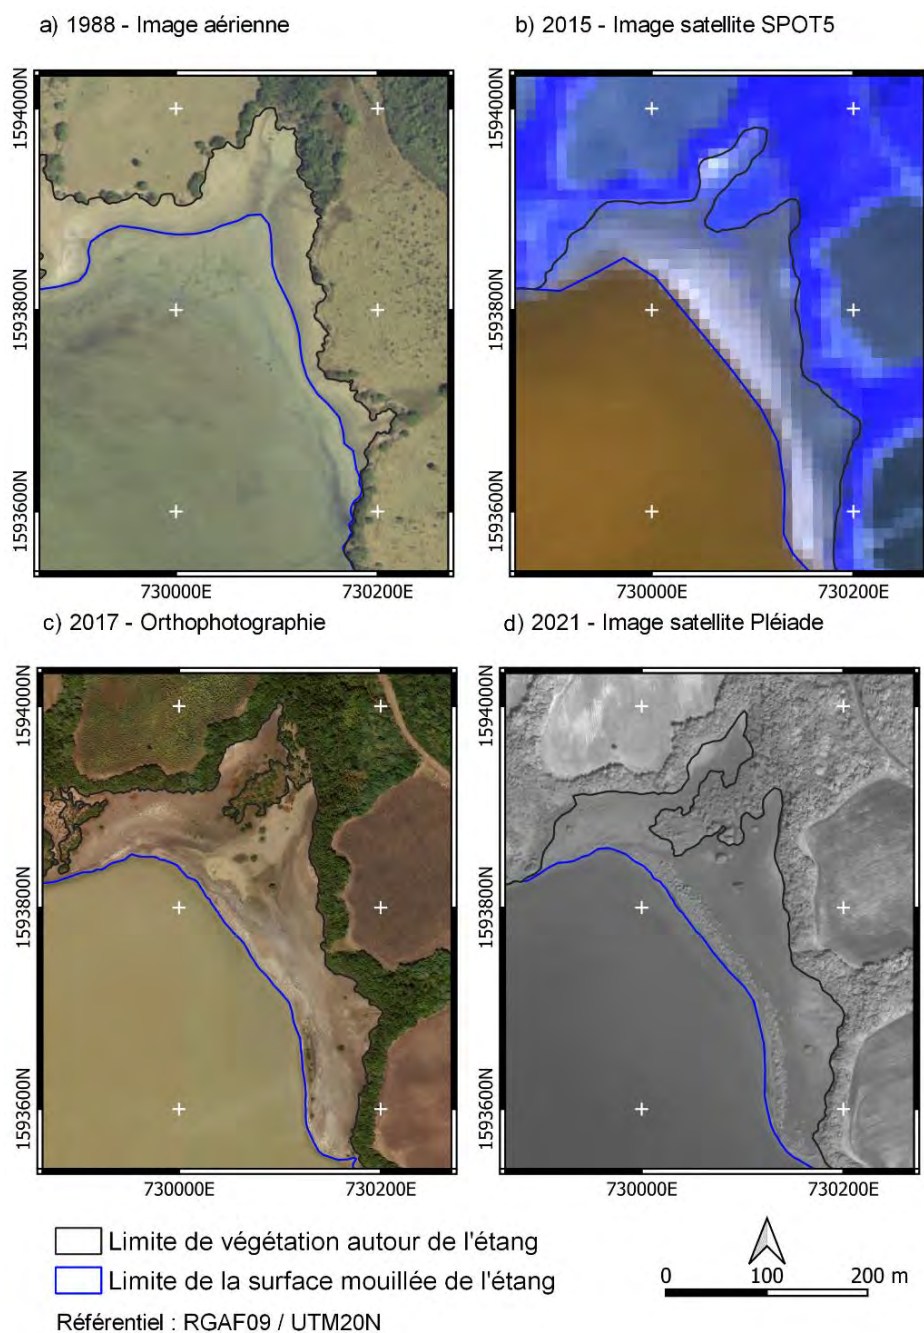 a) 1988 - Image aérienne
b) 2015 - Image satellite SPOT5
1594000N
1593800N
1593600N
730000E
730200E
1594000N
1593800N
1593600N
730000E
730200E
c) 2017 - Orthophotographie
d) 2021 - Image satellite Pléiade
1594000N
1593800N
1593600N
730000E
730200E
1594000N
1593800N
1593600N
730000E
730200E
Limite de végétation autour de l'étang
Limite de la surface mouillée de l'étang
0 100 200 m
Référentiel : RGAF09 / UTM20N